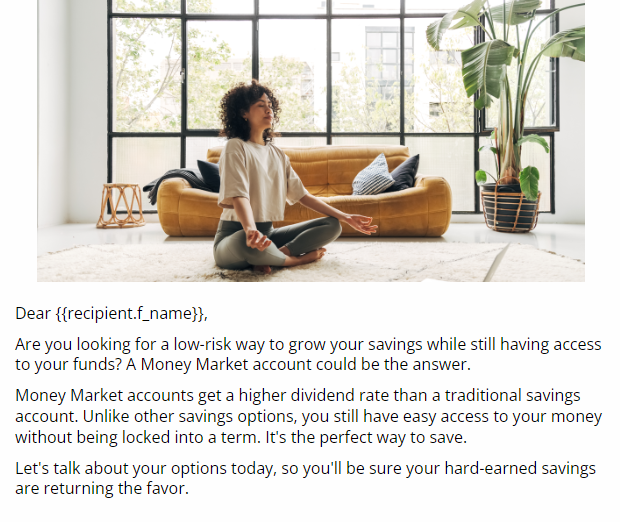 Dear {{recipient.f_name}},
Are you looking for a low-risk way to grow your savings while still having access
to your funds? A Money Market account could be the answer.
Money Market accounts get a higher dividend rate than a traditional savings
account. Unlike other savings options, you still have easy access to your money
without being locked into a term. It's the perfect way to save.
Let's talk about your options today, so you'll be sure your hard-earned savings
are returning the favor.